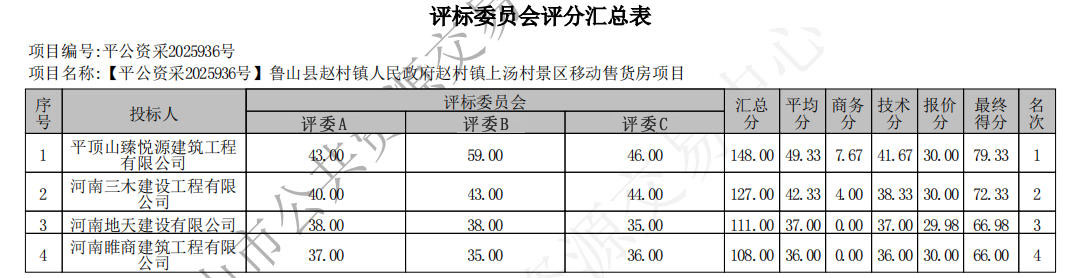 评标委员会评分汇总表
项目编号:平公资采2025936号
项目名称:【平公资采2025936号】鲁山县赵村镇人民政府赵村镇上汤村景区移动售货房项目
序号 投标人 评标委员会 汇总分 平均分 商务分 技术分 报价分 最终得分 名次
评委A 评委B 评委C
1 平顶山臻悦源建筑工程有限公司 43.00 59.00 46.00 148.00 49.33 7.67 41.67 30.00 79.33 1
2 河南三木建设工程有限公司 40.00 43.00 44.00 127.00 42.33 4.00 38.33 30.00 72.33 2
3 河南地天建设有限公司 38.00 38.00 35.00 111.00 37.00 0.00 37.00 29.98 66.98 3
4 河南睢商建筑工程有限公司 37.00 35.00 36.00 108.00 36.00 0.00 36.00 30.00 66.00 4